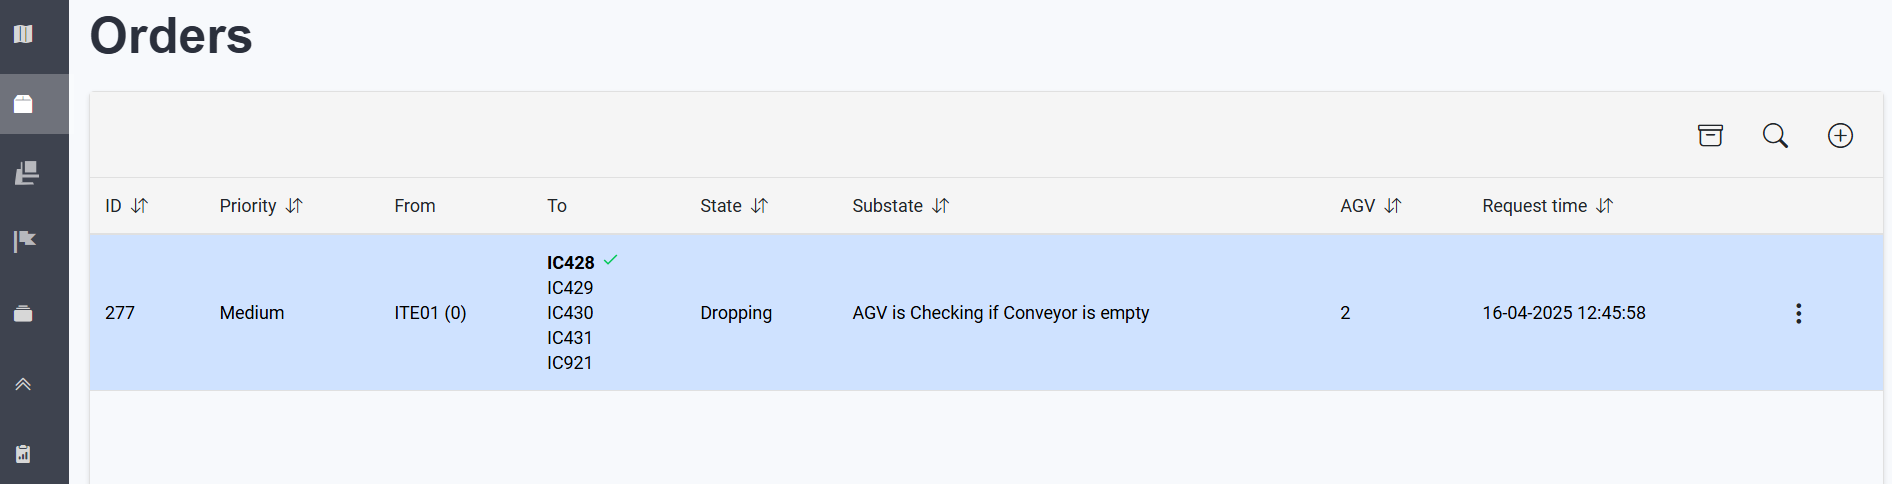 Orders
ID Priority From To State Substate AGV Request time
277 Medium ITE01 (0) IC428 Dropping AGV is Checking if Conveyor is empty 2 16-04-2025 12:45:58
IC429
IC430
IC431
IC921